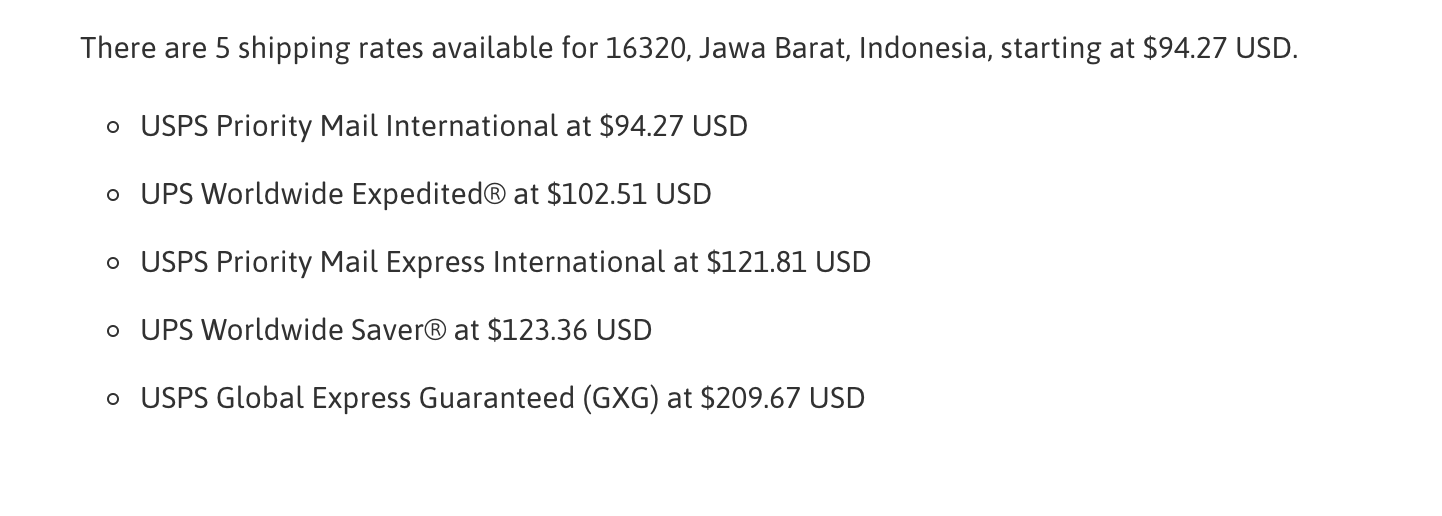 There are 5 shipping rates available for 16320, Jawa Barat, Indonesia, starting at $94.27 USD.
USPS Priority Mail International at $94.27 USD
UPS Worldwide Expedited® at $102.51 USD
USPS Priority Mail Express International at $121.81 USD
UPS Worldwide Saver® at $123.36 USD
USPS Global Express Guaranteed (GXG) at $209.67 USD